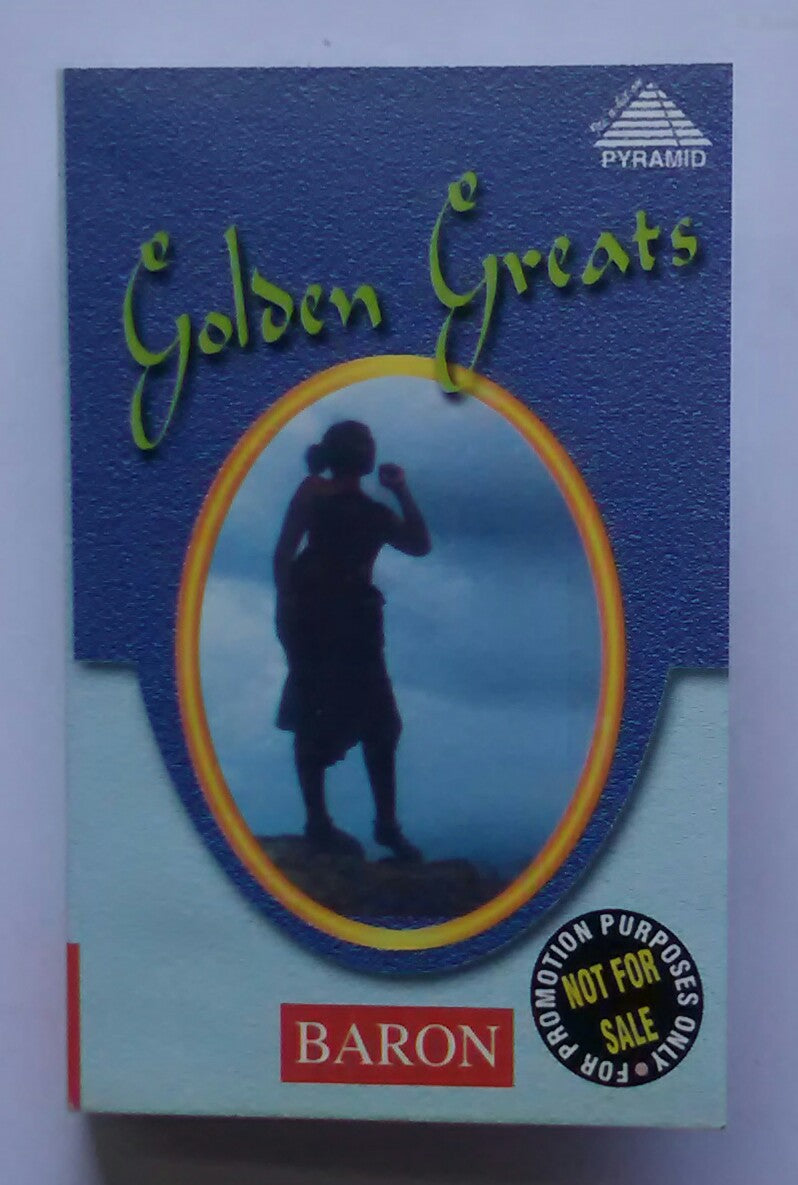 PYRAMID
Golden Greats
BARON
FOR PROMOTION PURPOSES ONLY •
NOT FOR
SALE